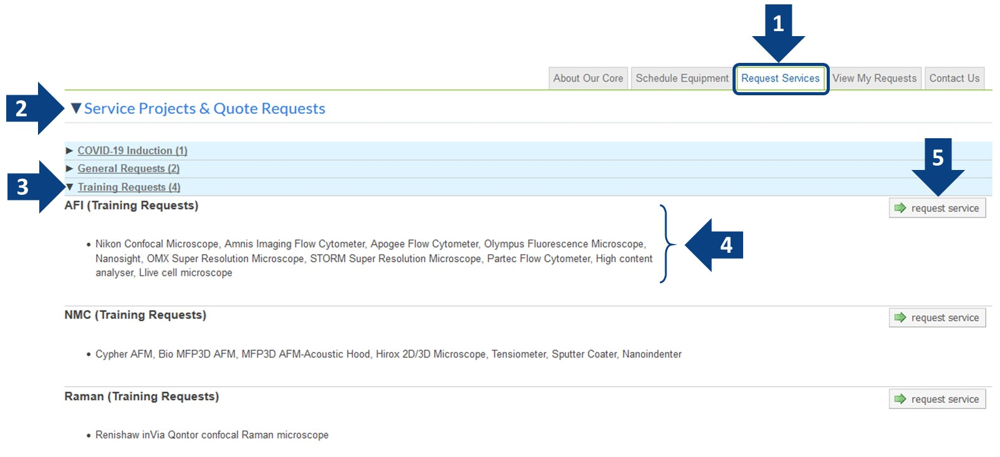 1
About Our Core
Schedule Equipment
Request Services
View My Requests
Contact Us
2
▼Service Projects & Quote Requests
► COVID-19 Induction (1)
► General Requests (2)
5
3
▼ Training Requests (4)
AFI (Training Requests)
request service
• Nikon Confocal Microscope, Amnis Imaging Flow Cytometer, Apogee Flow Cytometer, Olympus Fluorescence Microscope,
Nanosight, OMX Super Resolution Microscope, STORM Super Resolution Microscope, Partec Flow Cytometer, High content
analyser, Llive cell microscope
4
NMC (Training Requests)
request service
• Cypher AFM, Bio MFP3D AFM, MFP3D AFM-Acoustic Hood, Hirox 2D/3D Microscope, Tensiometer, Sputter Coater, Nanoindenter
Raman (Training Requests)
request service
• Renishaw inVia Qontor confocal Raman microscope